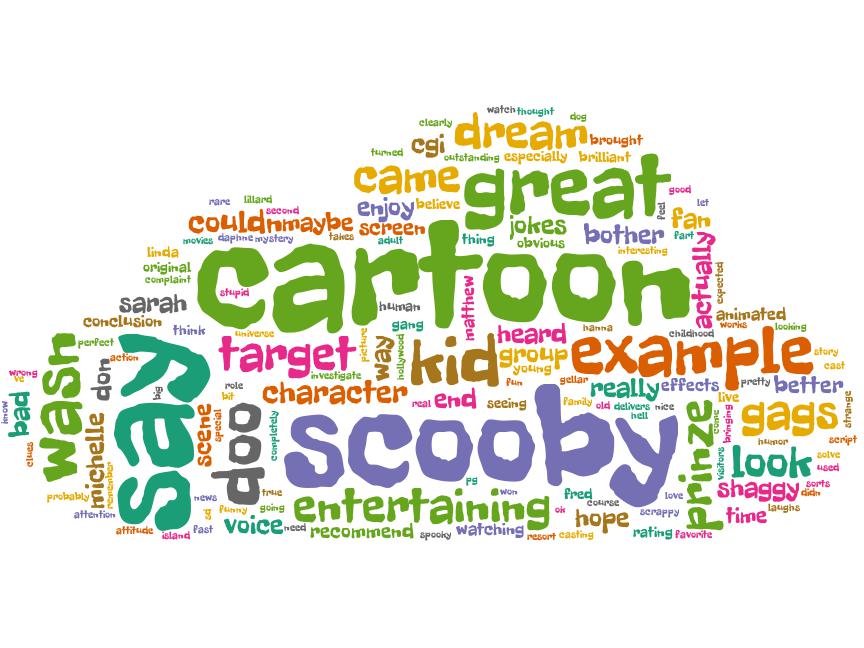 watch
thought
dog
clearly
dream
cgi
brought
turned
outstanding
especially
brilliant
came
great
good
rare
lillard
second
enjoy
believe
feel
let
couldn
maybe
screen
jokes
fan
movies
daphne
mystery
takes
adult
thing
obvious
bother
fart
interesting
actually
linda
original
complaint
cartoon
expected
stupid
sarah
human
matthew
conclusion
think
universe
gang
heard
hanna
childhood
animated
works
looking
perfect
wash
action
say
target
picture
way
hollywood
kid
group
young
example
story
cast
wrong
ve
don
big
investigate
fun
gellar
really
effects
pretty
better
role
bit
character
real
end
seeing
family
old
delivers
nice
hell
live
strange
know
bad
clues
michelle
remember
scene
special
doo
completely
scooby
prinze
come
bringing
gags
humor
script
visitors
look
solve
used
pg
probably
news
true
entertaining
won
fred
course
love
shaggy
sorts
didn
attention
sq
funny
going
ok
scrappy
hope
time
laughs
attitude
island
fast
voice
need
recommend
spooky
watching
resort
casting
rating
favorite